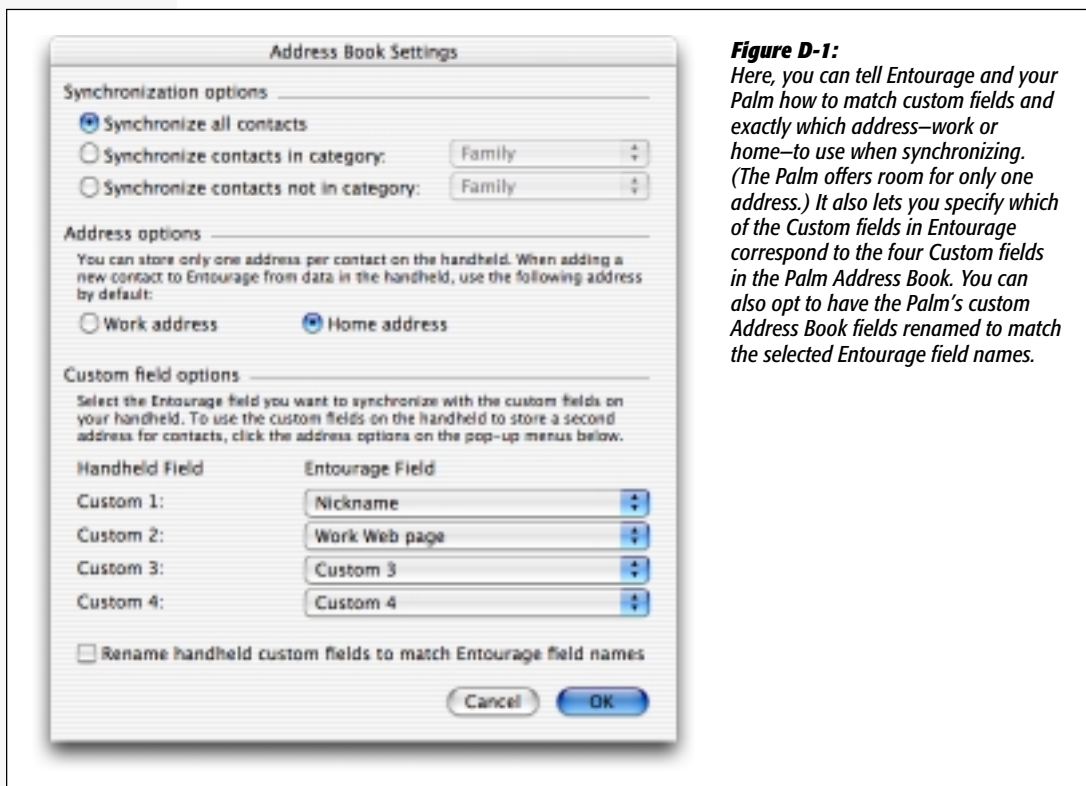 Address Book Settings
Synchronization options
Synchronize all contacts
Synchronize contacts in category: Family
Synchronize contacts not in category: Family
Address options
You can store only one address per contact on the handheld. When adding a
new contact to Entourage from data in the handheld, use the following address
by default:
Work address Home address
Custom field options
Select the Entourage field you want to synchronize with the custom fields on
your handheld. To use the custom fields on the handheld to store a second
address for contacts, click the address options on the pop-up menus below.
Handheld Field Entourage Field
Custom 1: Nickname
Custom 2: Work Web page
Custom 3: Custom 3
Custom 4: Custom 4
Rename handheld custom fields to match Entourage field names
Cancel OK
Figure D-1:
Here, you can tell Entourage and your
Palm how to match custom fields and
exactly which address—work or
home—to use when synchronizing.
(The Palm offers room for only one
address.) It also lets you specify which
of the Custom fields in Entourage
correspond to the four Custom fields
in the Palm Address Book. You can
also opt to have the Palm's custom
Address Book fields renamed to match
the selected Entourage field names.